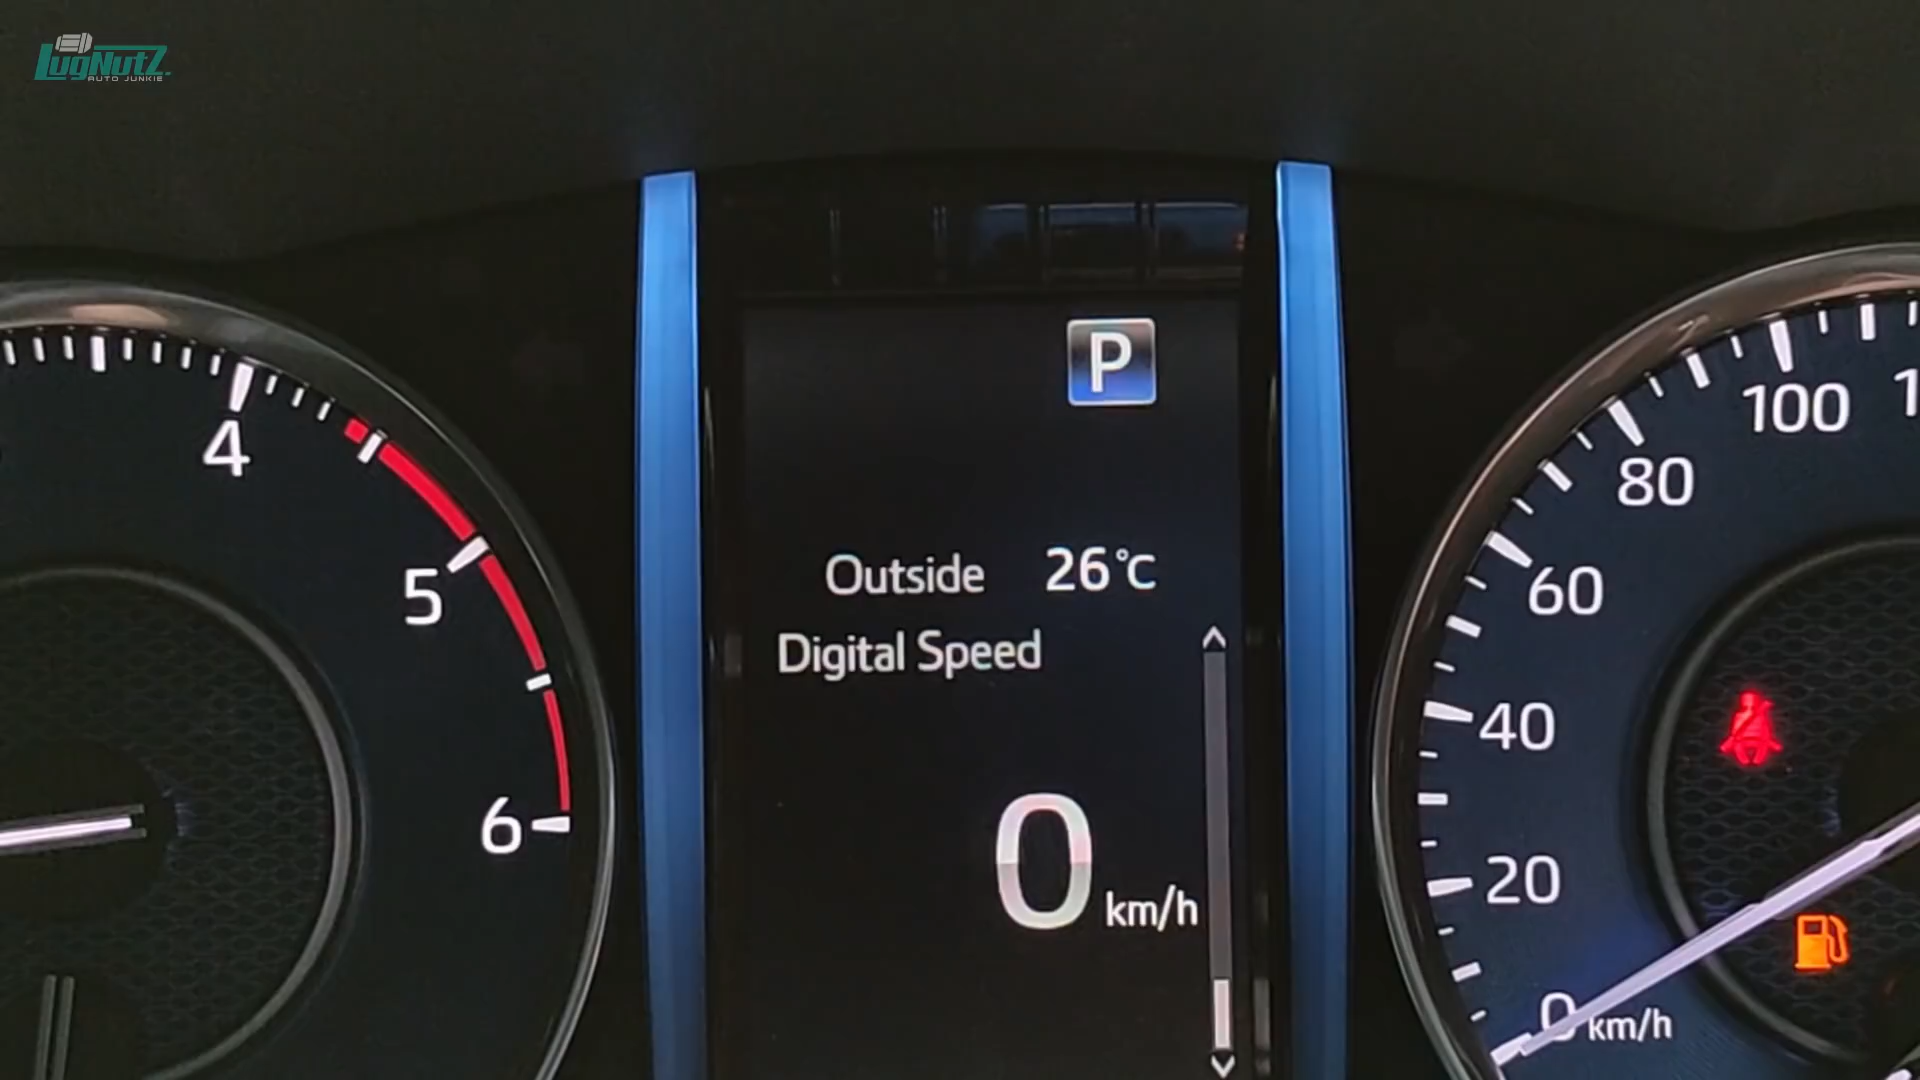 LugNutz
AUTO JUNKIE
P
4
5
6
Outside 26°C
Digital Speed
0 km/h
100
80
60
40
20
0 km/h